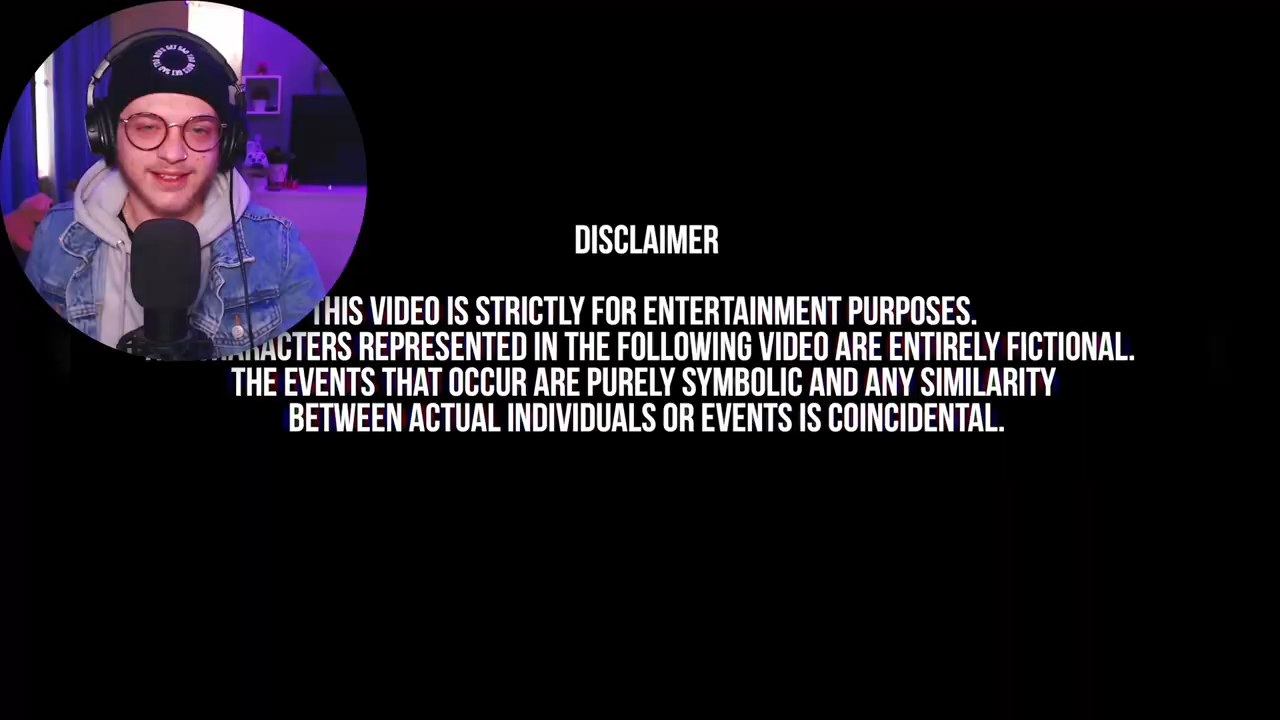 DISCLAIMER
THIS VIDEO IS STRICTLY FOR ENTERTAINMENT PURPOSES.
CHARACTERS REPRESENTED IN THE FOLLOWING VIDEO ARE ENTIRELY FICTIONAL.
THE EVENTS THAT OCCUR ARE PURELY SYMBOLIC AND ANY SIMILARITY
BETWEEN ACTUAL INDIVIDUALS OR EVENTS IS COINCIDENTAL.